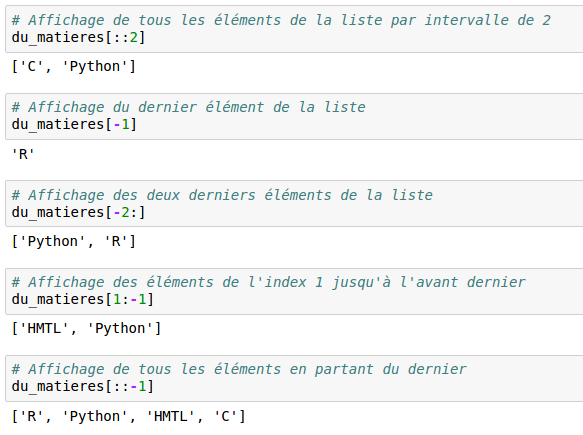 # Affichage de tous les éléments de la liste par intervalle de 2
du_matieres[::2]
['C', 'Python']
# Affichage du dernier élément de la liste
du_matieres[-1]
'R'
# Affichage des deux derniers éléments de la liste
du_matieres[-2:]
['Python', 'R']
# Affichage des éléments de l'index 1 jusqu'à l'avant dernier
du_matieres[1:-1]
['HMTL', 'Python']
# Affichage de tous les éléments en partant du dernier
du_matieres[::-1]
['R', 'Python', 'HMTL', 'C']